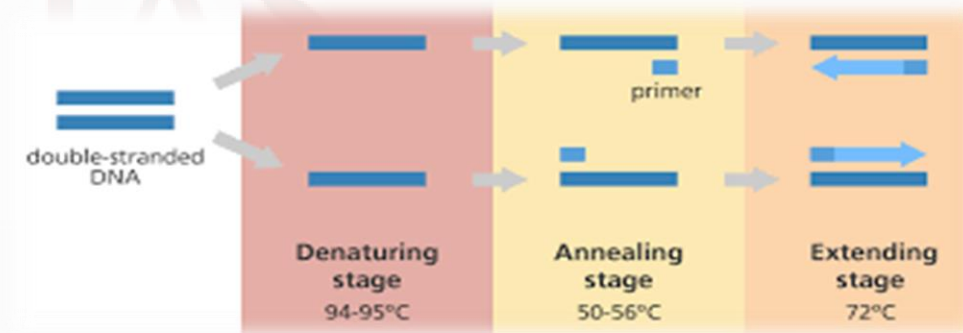 primer
double-stranded
DNA
Denaturing
stage
94-95°C
Annealing
stage
50-56°C
Extending
stage
72°C